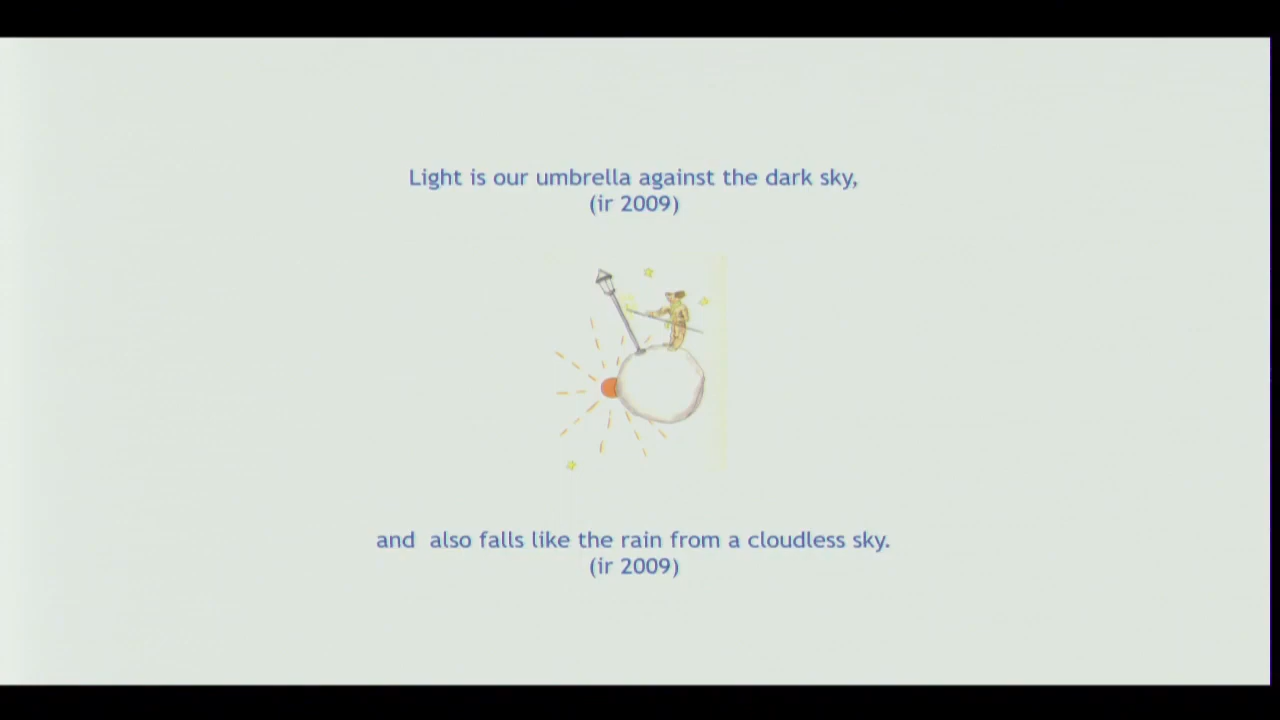 Light is our umbrella against the dark sky,
(ir 2009)
and also falls like the rain from a cloudless sky.
(ir 2009)